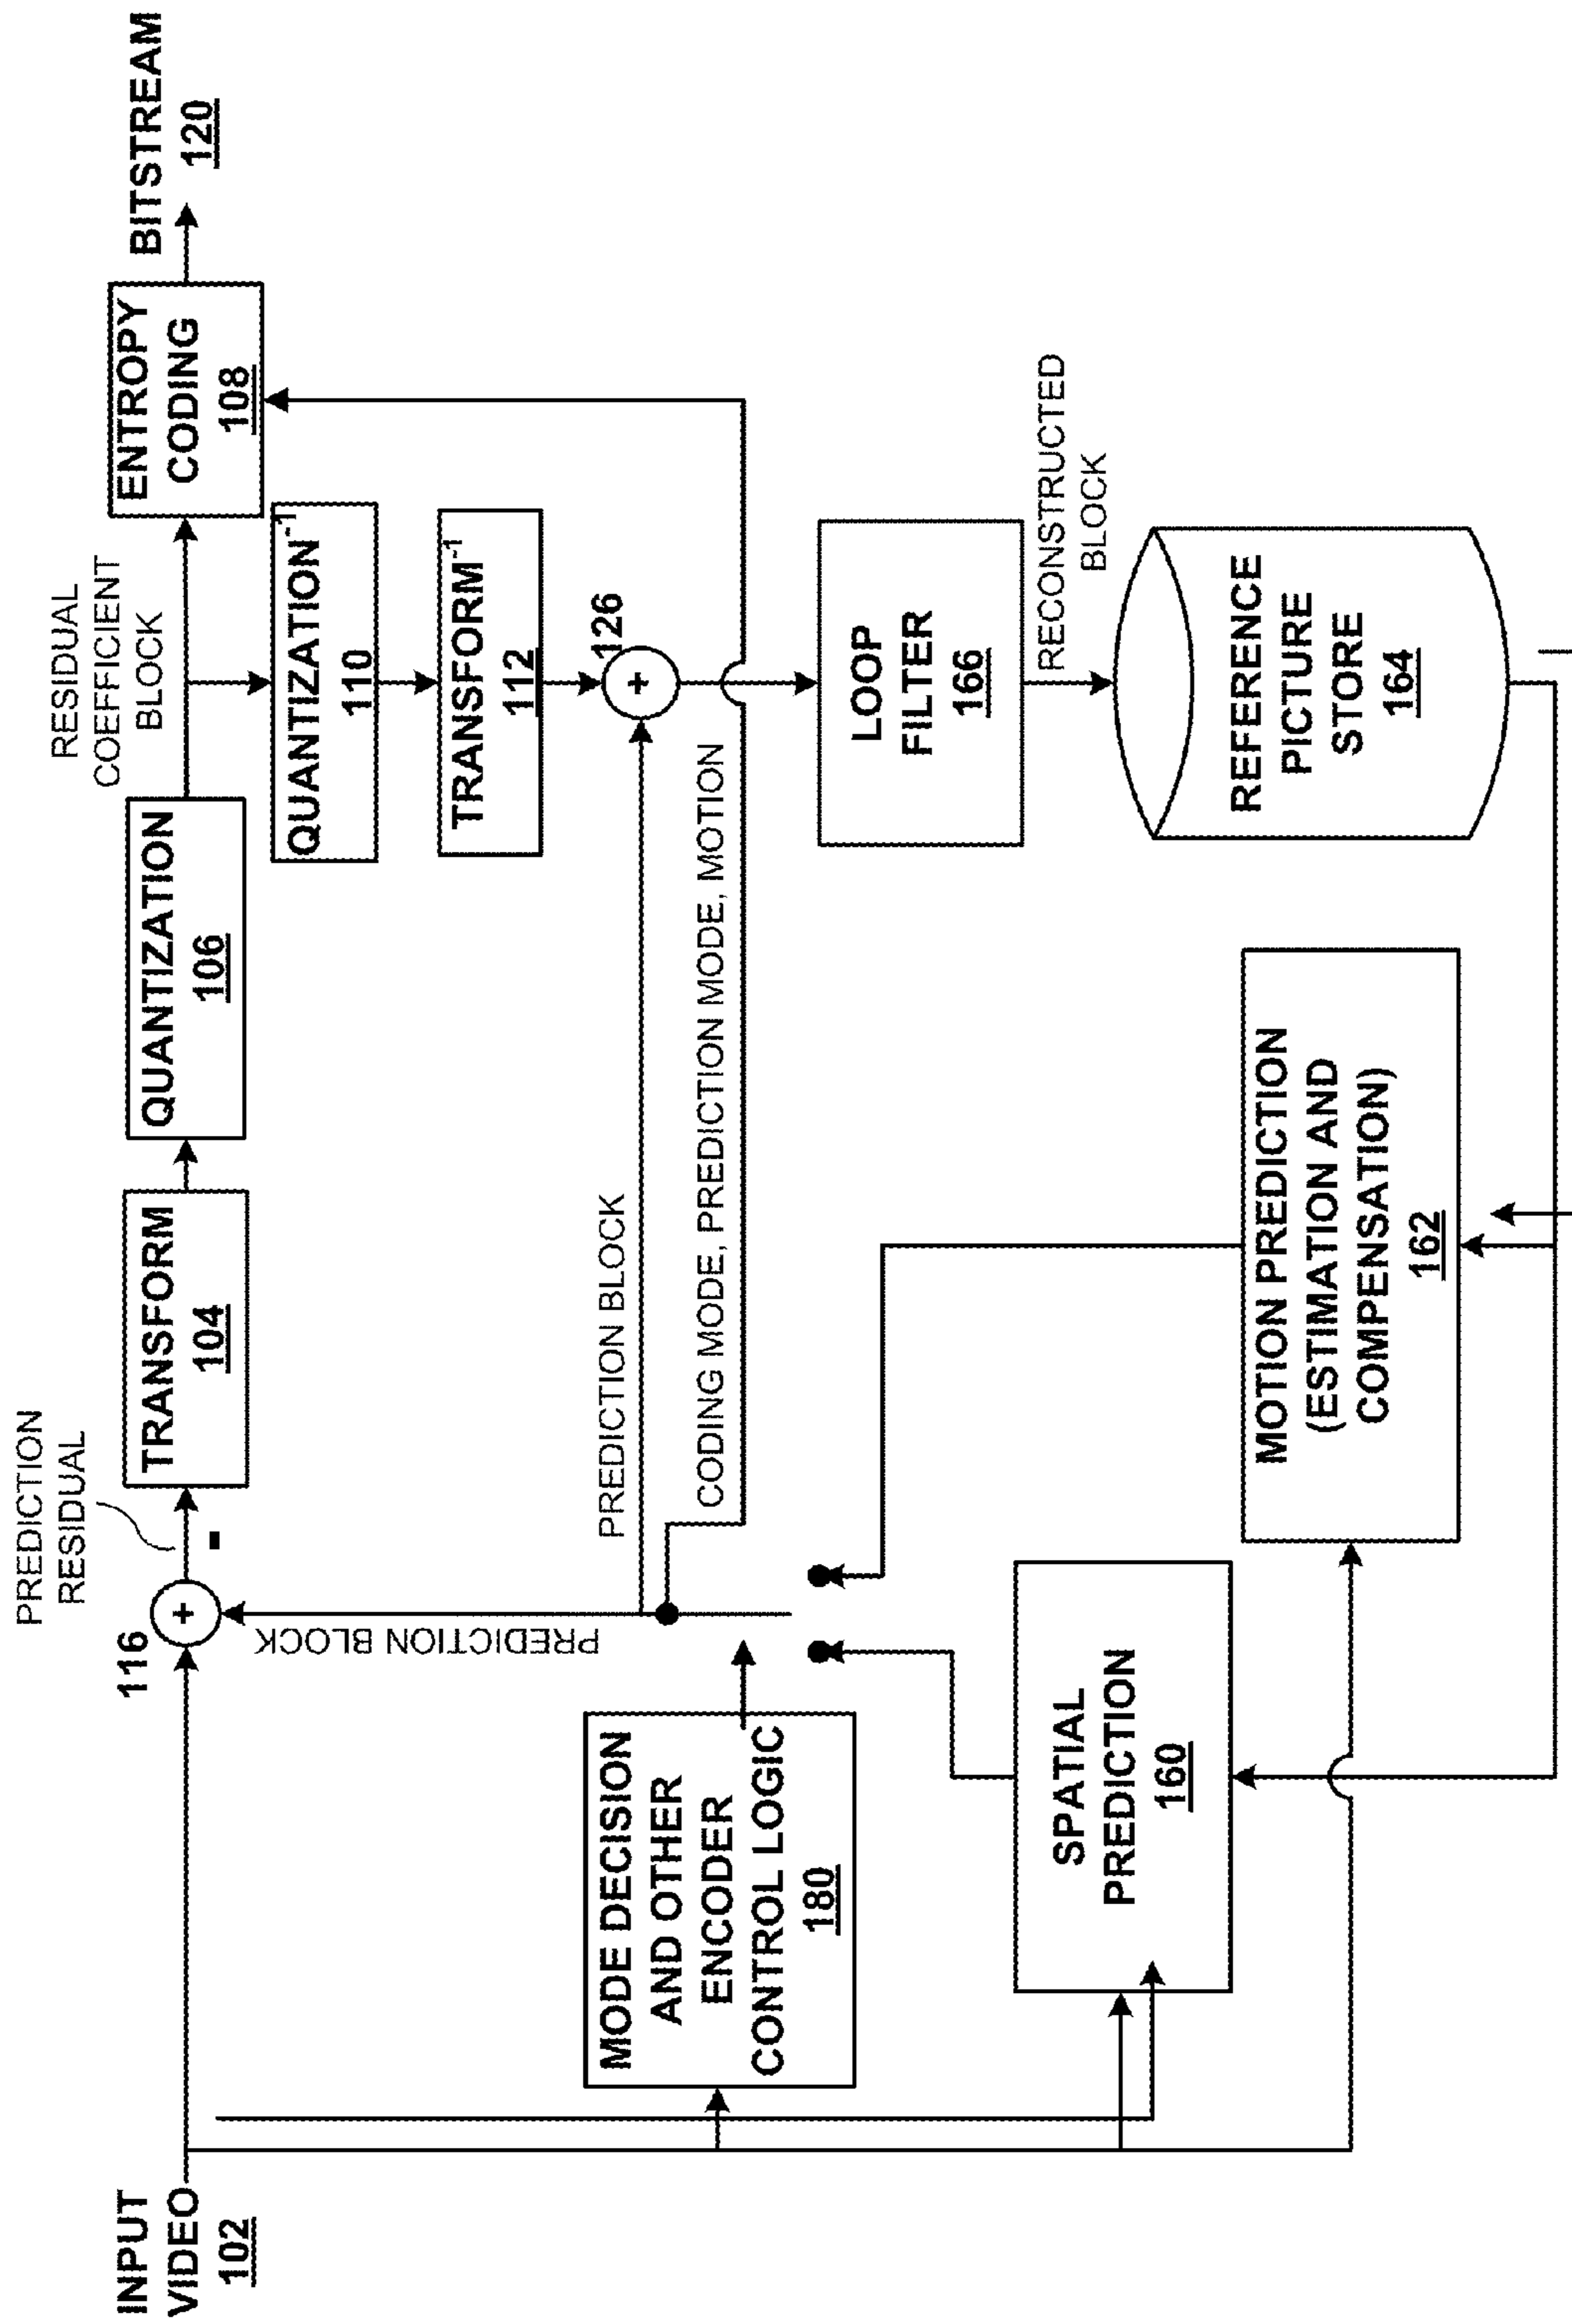 INPUT
VIDEO
102
116
PREDICTION
RESIDUAL
+
-
TRANSFORM
104
QUANTIZATION
106
RESIDUAL
COEFFICIENT
BLOCK
ENTROPY
CODING
108
BITSTREAM
120
QUANTIZATION-1
110
TRANSFORM-1
112
126
+
PREDICTION BLOCK
PREDICTION BLOCK
CODING MODE, PREDICTION MODE, MOTION
MODE DECISION
AND OTHER
ENCODER
CONTROL LOGIC
180
LOOP
FILTER
166
RECONSTRUCTED
BLOCK
SPATIAL
PREDICTION
160
MOTION PREDICTION
(ESTIMATION AND
COMPENSATION)
162
REFERENCE
PICTURE
STORE
164